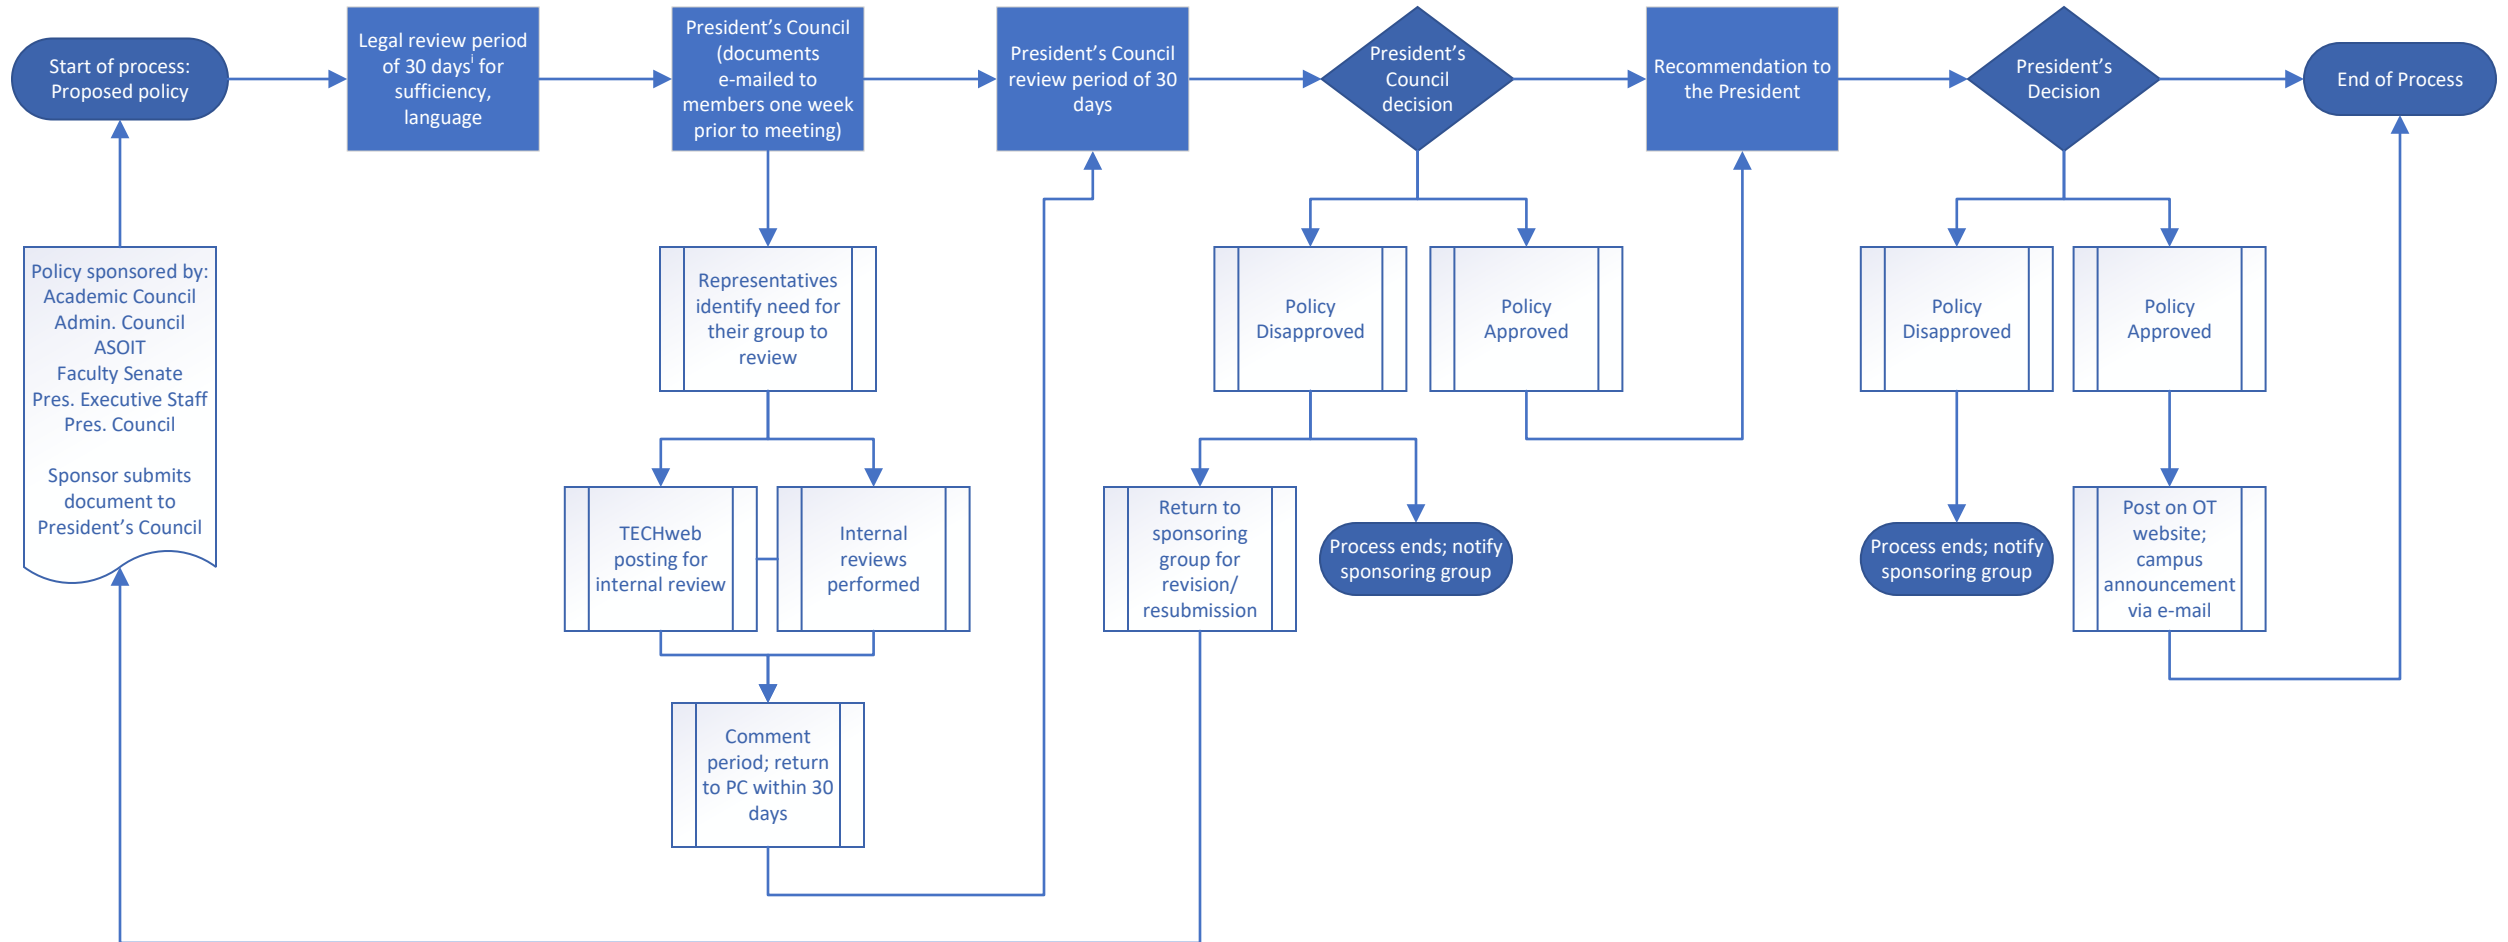 Start of process:
Proposed policy
Legal review period
of 30 daysⁱ for
sufficiency,
language
President’s Council
(documents
e-mailed to
members one week
prior to meeting)
President’s Council
review period of 30
days
President’s
Council
decision
Recommendation to
the President
President’s
Decision
End of Process
Policy sponsored by:
Academic Council
Admin. Council
ASOIT
Faculty Senate
Pres. Executive Staff
Pres. Council
Sponsor submits
document to
President’s Council
Representatives
identify need for
their group to
review
Policy
Disapproved
Policy
Approved
Policy
Disapproved
Policy
Approved
TECHweb
posting for
internal review
Internal
reviews
performed
Return to
sponsoring
group for
revision/
resubmission
Process ends; notify
sponsoring group
Process ends; notify
sponsoring group
Post on OT
website;
campus
announcement
via e-mail
Comment
period; return
to PC within 30
days